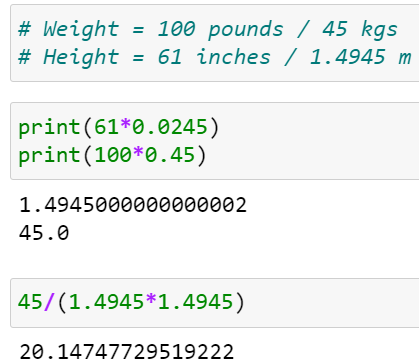 # Weight = 100 pounds / 45 kgs
# Height = 61 inches / 1.4945 m
print(61*0.0245)
print(100*0.45)
1.4945000000000002
45.0
45/(1.4945*1.4945)
20.14747729519222